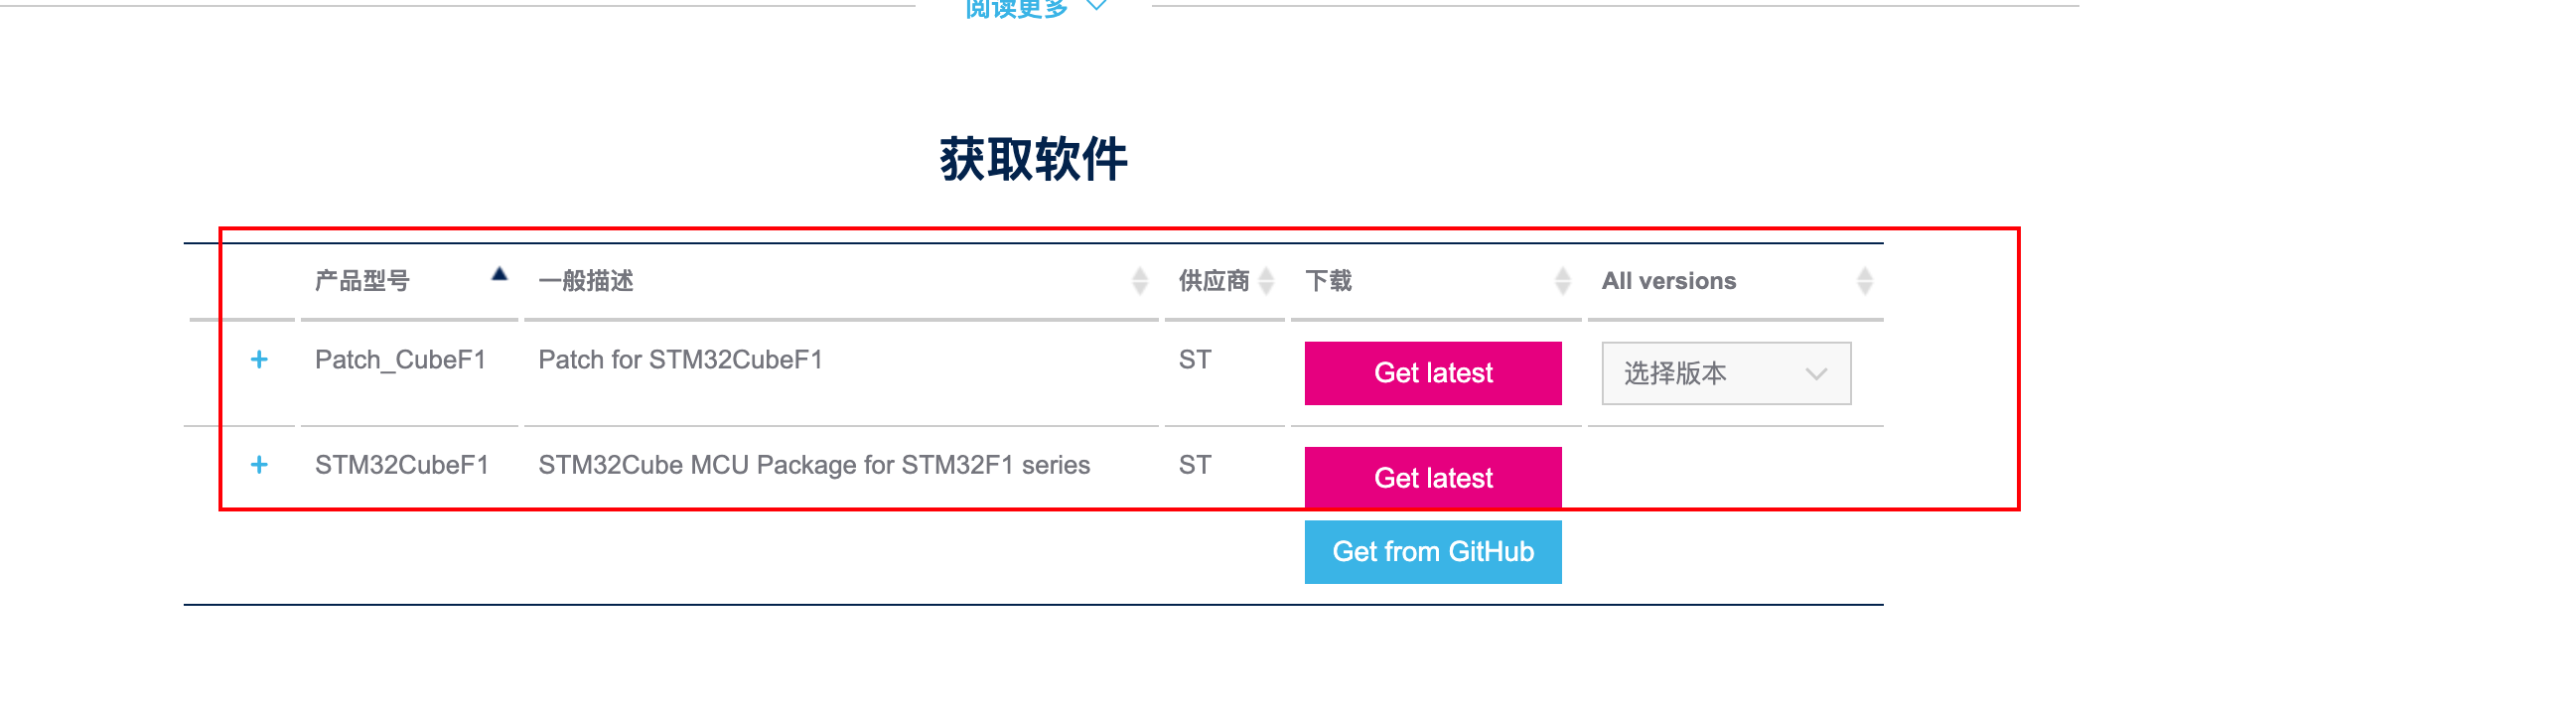 阅读更多
获取软件
产品型号 一般描述 供应商 下载 All versions
Patch_CubeF1 Patch for STM32CubeF1 ST Get latest 选择版本
STM32CubeF1 STM32Cube MCU Package for STM32F1 series ST Get latest
Get from GitHub